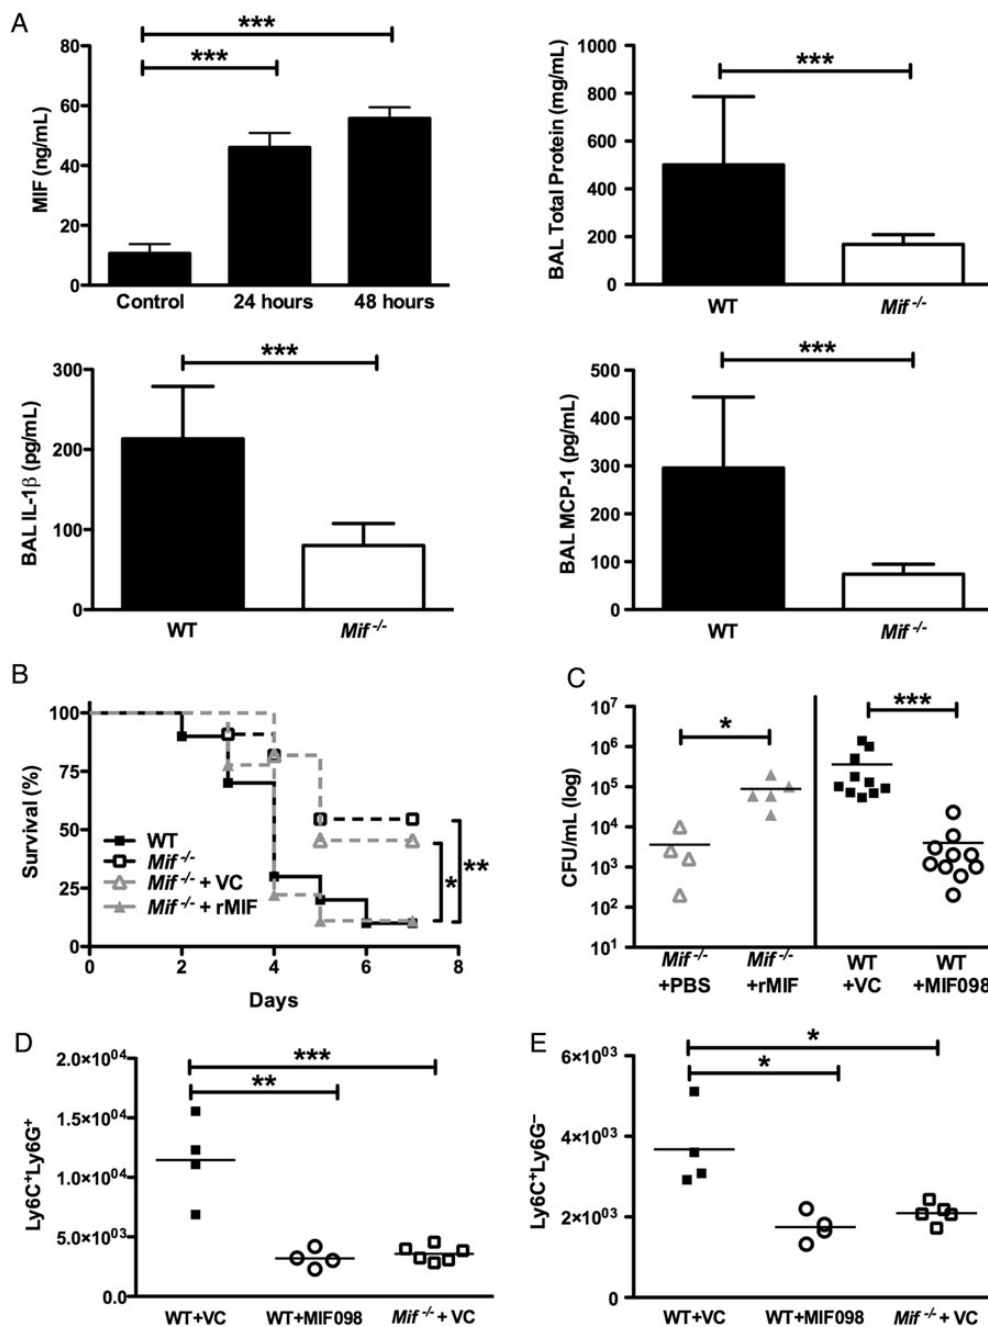 A
***
***
80
60
40
20
0
MIF (ng/mL)
Control 24 hours 48 hours
***
1000
800
600
400
200
0
BAL Total Protein (mg/mL)
WT Mif -/-
***
300
200
100
0
BAL IL-1β (pg/mL)
WT Mif -/-
***
500
400
300
200
100
0
BAL MCP-1 (pg/mL)
WT Mif -/-
B
100
75
50
25
0
Survival (%)
WT
Mif -/-
Mif -/- + VC
Mif -/- + rMIF
*
**
0 2 4 6 8
Days
C
10⁷
10⁶
10⁵
10⁴
10³
10²
10¹
CFU/mL (log)
*
***
Mif -/- Mif -/- WT WT
+PBS +rMIF +VC +MIF098
D
2.0×10⁰⁴
1.5×10⁰⁴
1.0×10⁰⁴
5.0×10⁰³
0.0
Ly6C⁺Ly6G⁺
***
**
WT+VC WT+MIF098 Mif -/- + VC
E
6×10⁰³
4×10⁰³
2×10⁰³
0
Ly6C⁺Ly6G⁻
*
*
WT+VC WT+MIF098 Mif -/- + VC